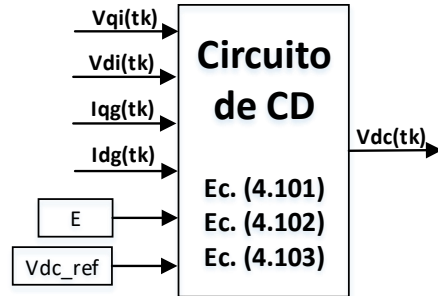 Vqi(tk)
Vdi(tk)
Iqg(tk)
Idg(tk)
E
Vdc_ref
Circuito
de CD
Ec. (4.101)
Ec. (4.102)
Ec. (4.103)
Vdc(tk)